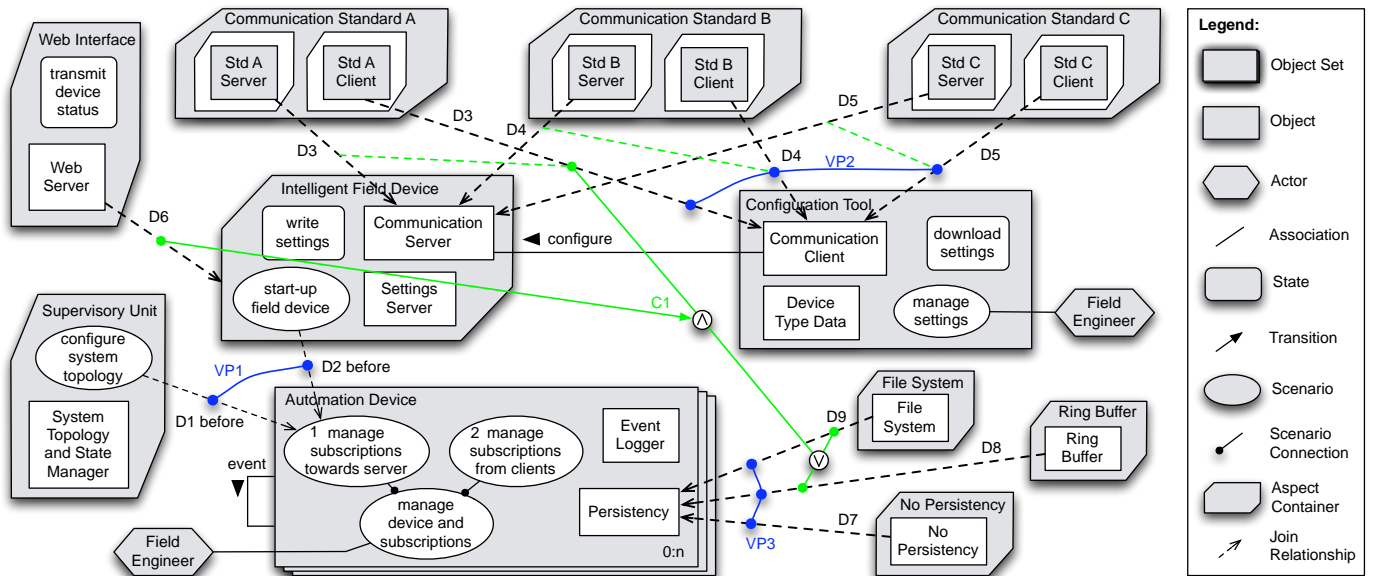 Web Interface
transmit
device
status
Web
Server
Communication Standard A
Std A
Server
Std A
Client
Communication Standard B
Std B
Server
Std B
Client
Communication Standard C
Std C
Server
Std C
Client
D3
D3
D4
D4
VP2
D5
D5
D6
Intelligent Field Device
write
settings
Communication
Server
start-up
field device
Settings
Server
configure
Configuration Tool
Communication
Client
download
settings
Device
Type Data
manage
settings
Field
Engineer
C1
Λ
Supervisory Unit
configure
system
topology
System
Topology
and State
Manager
VP1
D2 before
D1 before
Automation Device
1 manage
subscriptions
towards server
2 manage
subscriptions
from clients
manage
device and
subscriptions
Event
Logger
Persistency
0:n
event
Field
Engineer
File System
File
System
D9
V
Ring Buffer
Ring
Buffer
D8
No Persistency
No
Persistency
D7
VP3
Legend:
Object Set
Object
Actor
Association
State
Transition
Scenario
Scenario
Connection
Aspect
Container
Join
Relationship